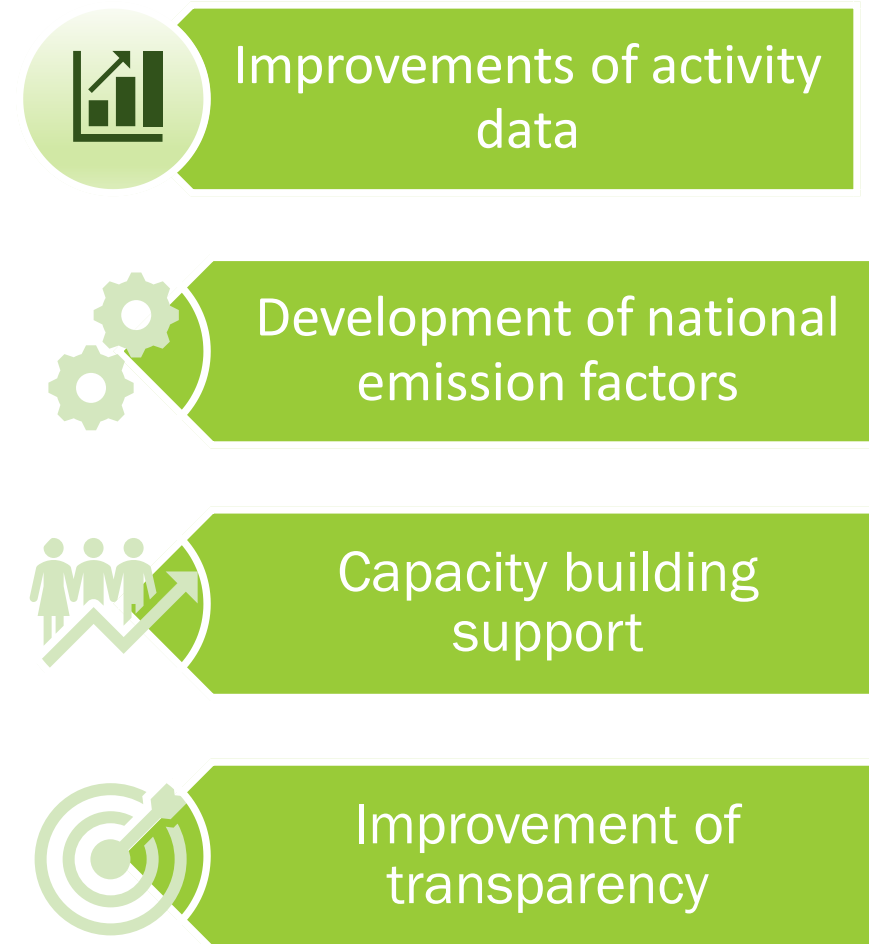 Improvements of activity
data
Development of national
emission factors
Capacity building
support
Improvement of
transparency